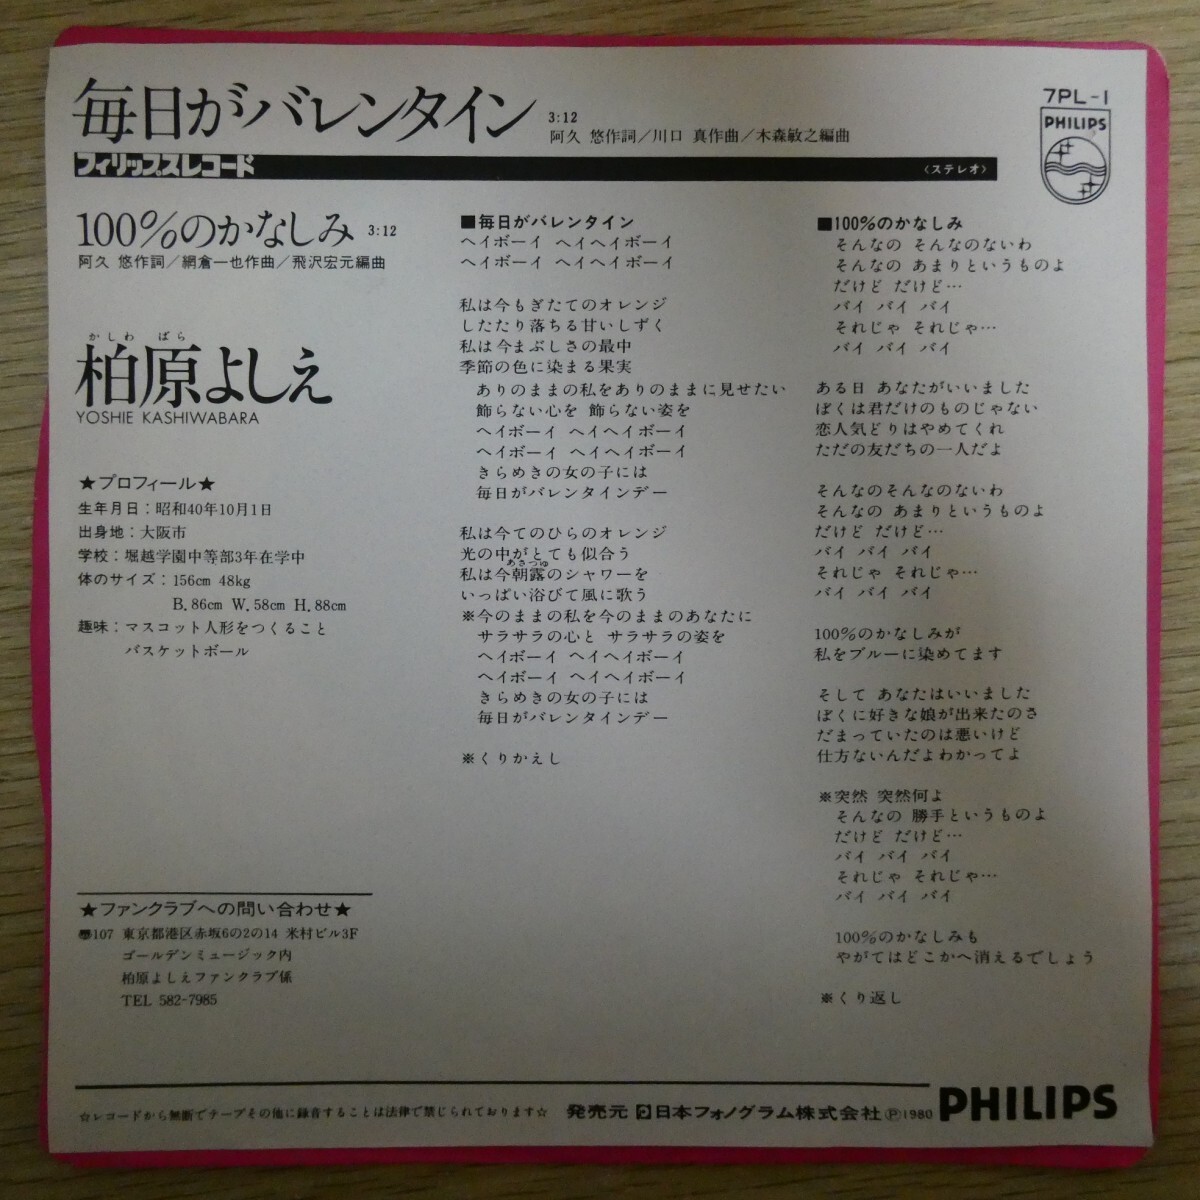 毎日がバレンタイン 3:12
阿久 悠作詞／川口 真作曲／木森敏之編曲
7PL-1
PHILIPS
フィリップスレコード
〈ステレオ〉
100%のかなしみ 3:12
阿久 悠作詞／網倉一也作曲／飛沢宏元編曲
かしわ ばら
柏原よしえ
YOSHIE KASHIWABARA
★プロフィール★
生年月日：昭和40年10月1日
出身地：大阪市
学校：堀越学園中等部3年在学中
体のサイズ：156cm 48kg
B.86cm W.58cm H.88cm
趣味：マスコット人形をつくること
バスケットボール
★ファンクラブへの問い合わせ★
〠107 東京都港区赤坂6の2の14 米村ビル3F
ゴールデンミュージック内
柏原よしえファンクラブ係
TEL 582-7985
■毎日がバレンタイン
ヘイボーイ ヘイヘイボーイ
ヘイボーイ ヘイヘイボーイ
私は今もぎたてのオレンジ
したたり落ちる甘いしずく
私は今まぶしさの最中
季節の色に染まる果実
ありのままの私をありのままに見せたい
飾らない心を 飾らない姿を
ヘイボーイ ヘイヘイボーイ
ヘイボーイ ヘイヘイボーイ
きらめきの女の子には
毎日がバレンタインデー
私は今てのひらのオレンジ
光の中がとても似合う
あさつゆ
私は今朝露のシャワーを
いっぱい浴びて風に歌う
※今のままの私を今のままのあなたに
サラサラの心と サラサラの姿を
ヘイボーイ ヘイヘイボーイ
ヘイボーイ ヘイヘイボーイ
きらめきの女の子には
毎日がバレンタインデー
※くりかえし
■100%のかなしみ
そんなの そんなのないわ
そんなの あまりというものよ
だけど だけど…
バイ バイ バイ
それじゃ それじゃ…
バイ バイ バイ
ある日 あなたがいいました
ぼくは君だけのものじゃない
恋人気どりはやめてくれ
ただの友だちの一人だよ
そんなのそんなのないわ
そんなの あまりというものよ
だけど だけど…
バイ バイ バイ
それじゃ それじゃ…
バイ バイ バイ
100%のかなしみが
私をブルーに染めてます
そして あなたはいいました
ぼくに好きな娘が出来たのさ
だまっていたのは悪いけど
仕方ないんだよわかってよ
※突然 突然何よ
そんなの 勝手というものよ
だけど だけど…
バイ バイ バイ
それじゃ それじゃ…
バイ バイ バイ
100%のかなしみも
やがてはどこかへ消えるでしょう
※くり返し
☆レコードから無断でテープその他に録音することは法律で禁じられております☆ 発売元 日本フォノグラム株式会社 Ⓟ1980 PHILIPS